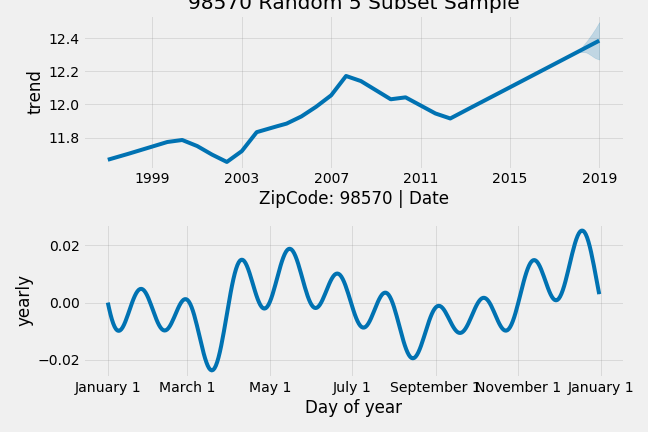 98570 Random 5 Subset Sample
12.4
12.2
12.0
11.8
trend
1999 2003 2007 2011 2015 2019
ZipCode: 98570 | Date
0.02
0.00
−0.02
yearly
January 1 March 1 May 1 July 1 September 1 November 1 January 1
Day of year